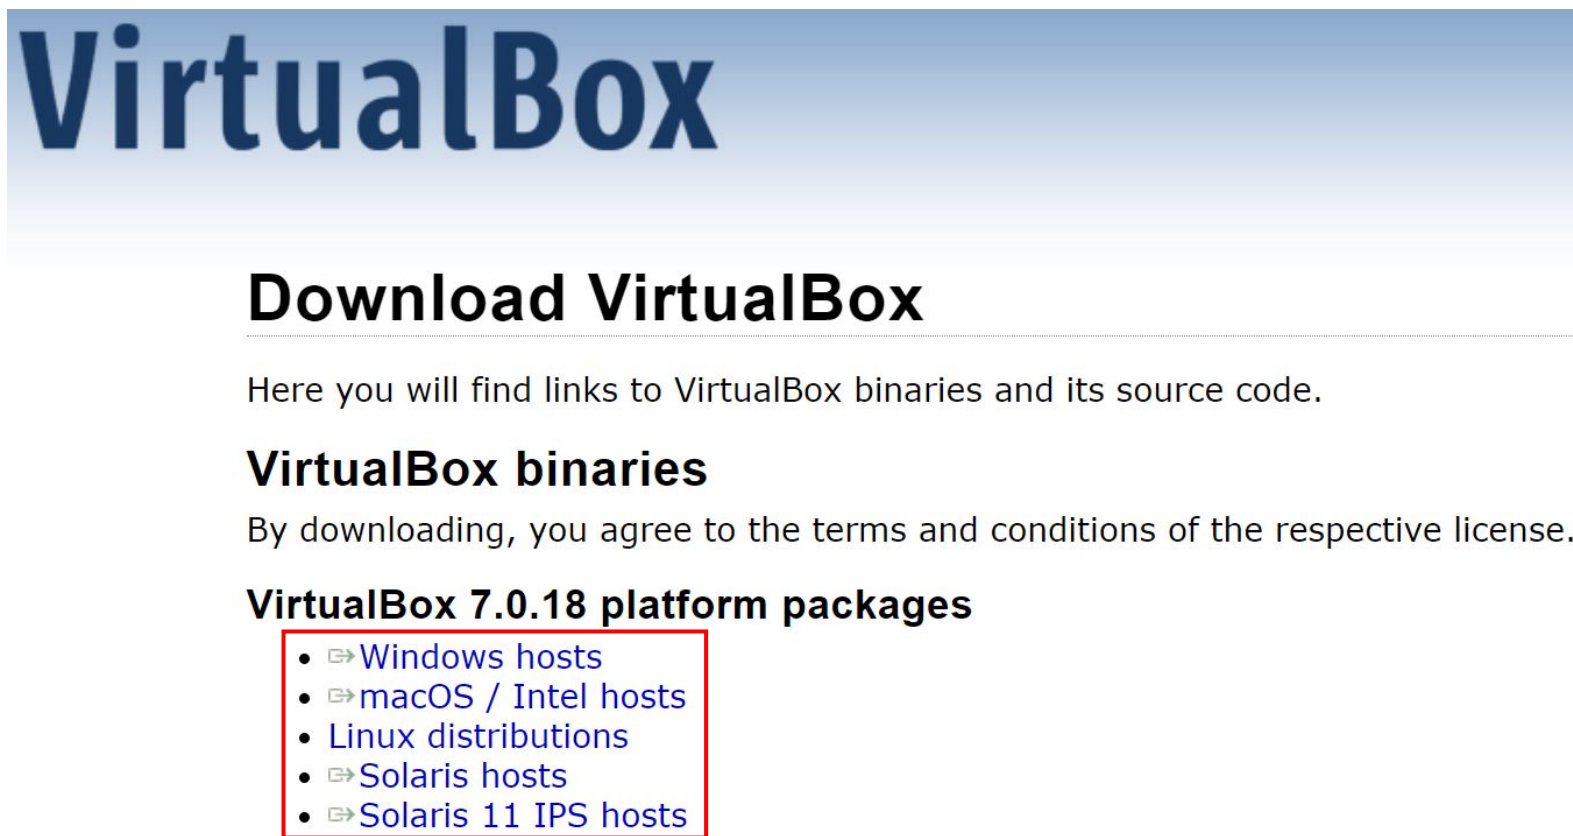 VirtualBox
Download VirtualBox
Here you will find links to VirtualBox binaries and its source code.
VirtualBox binaries
By downloading, you agree to the terms and conditions of the respective license.
VirtualBox 7.0.18 platform packages
Windows hosts
macOS / Intel hosts
Linux distributions
Solaris hosts
Solaris 11 IPS hosts